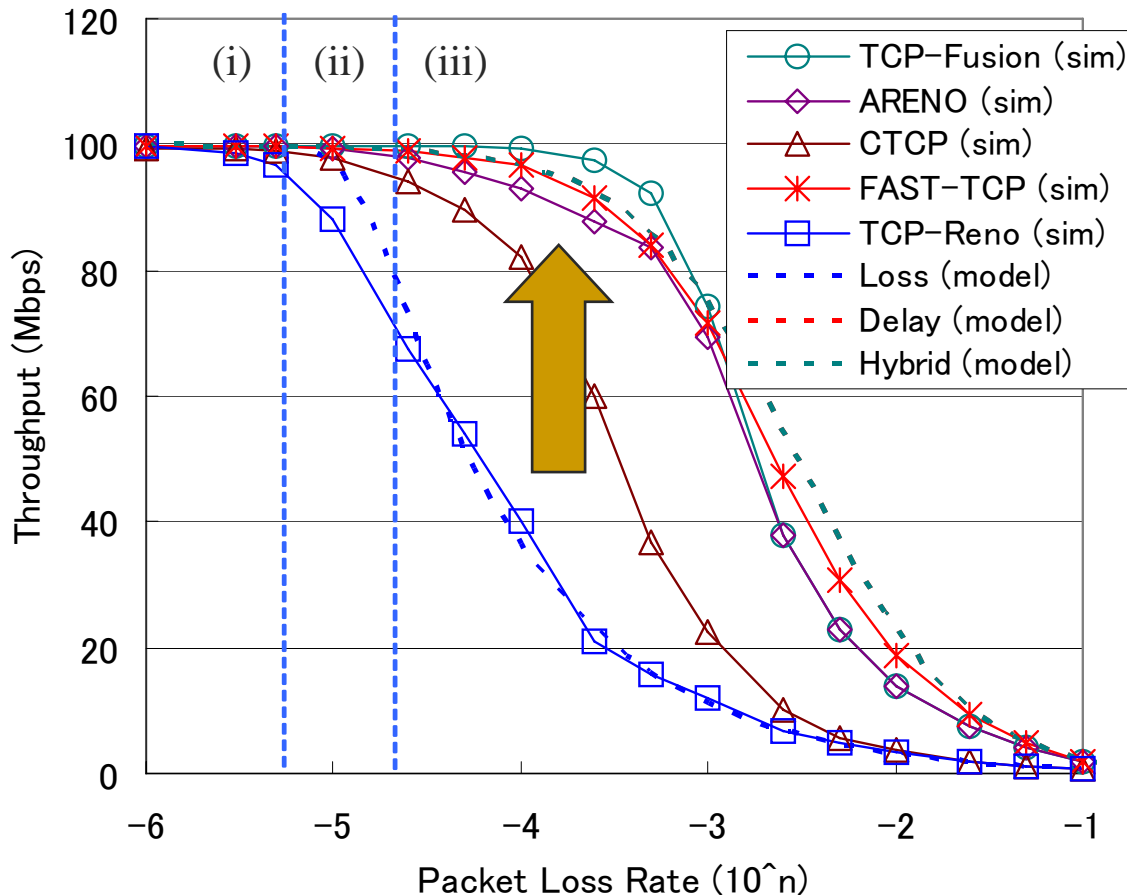 120
100
80
60
40
20
0
Throughput (Mbps)
(i) (ii) (iii)
TCP-Fusion (sim)
ARENO (sim)
CTCP (sim)
FAST-TCP (sim)
TCP-Reno (sim)
Loss (model)
Delay (model)
Hybrid (model)
-6 -5 -4 -3 -2 -1
Packet Loss Rate (10^n)